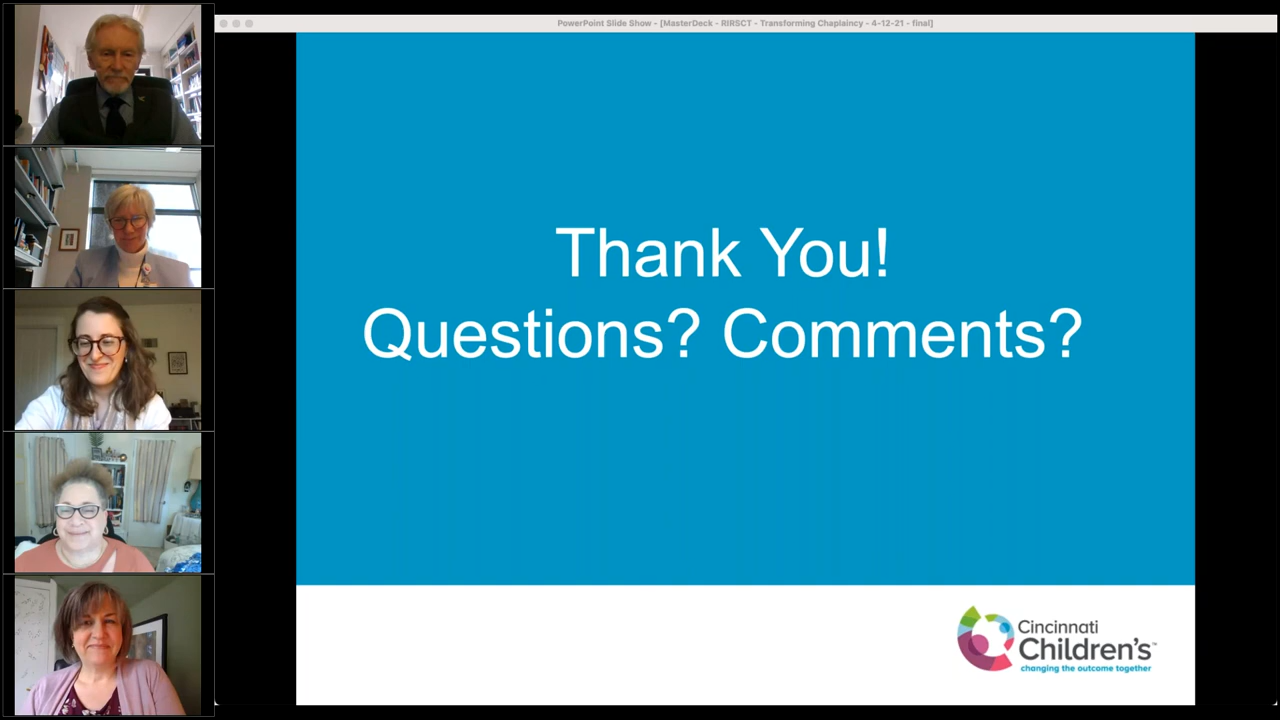 PowerPoint Slide Show - [MasterDeck - RIRSCT - Transforming Chaplaincy - 4-12-21 - final]
Thank You!
Questions? Comments?
Cincinnati
Children's™
changing the outcome together